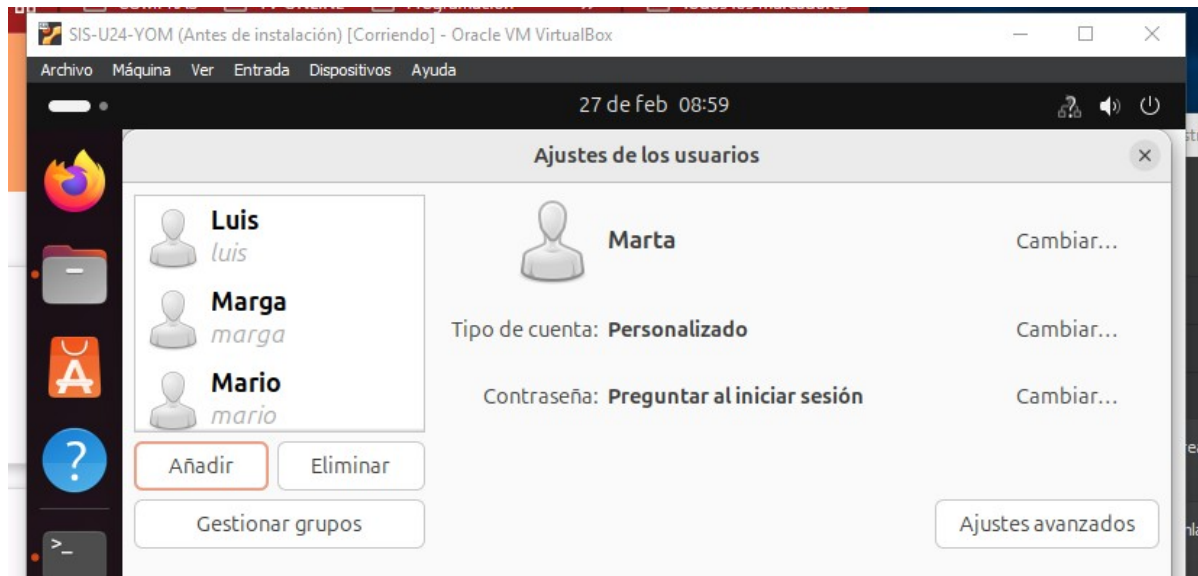 SIS-U24-YOM (Antes de instalación) [Corriendo] - Oracle VM VirtualBox
Archivo Máquina Ver Entrada Dispositivos Ayuda
27 de feb 08:59
Ajustes de los usuarios
Luis
luis
Marga
marga
Mario
mario
Marta Cambiar...
Tipo de cuenta: Personalizado Cambiar...
Contraseña: Preguntar al iniciar sesión Cambiar...
Añadir Eliminar
Gestionar grupos Ajustes avanzados